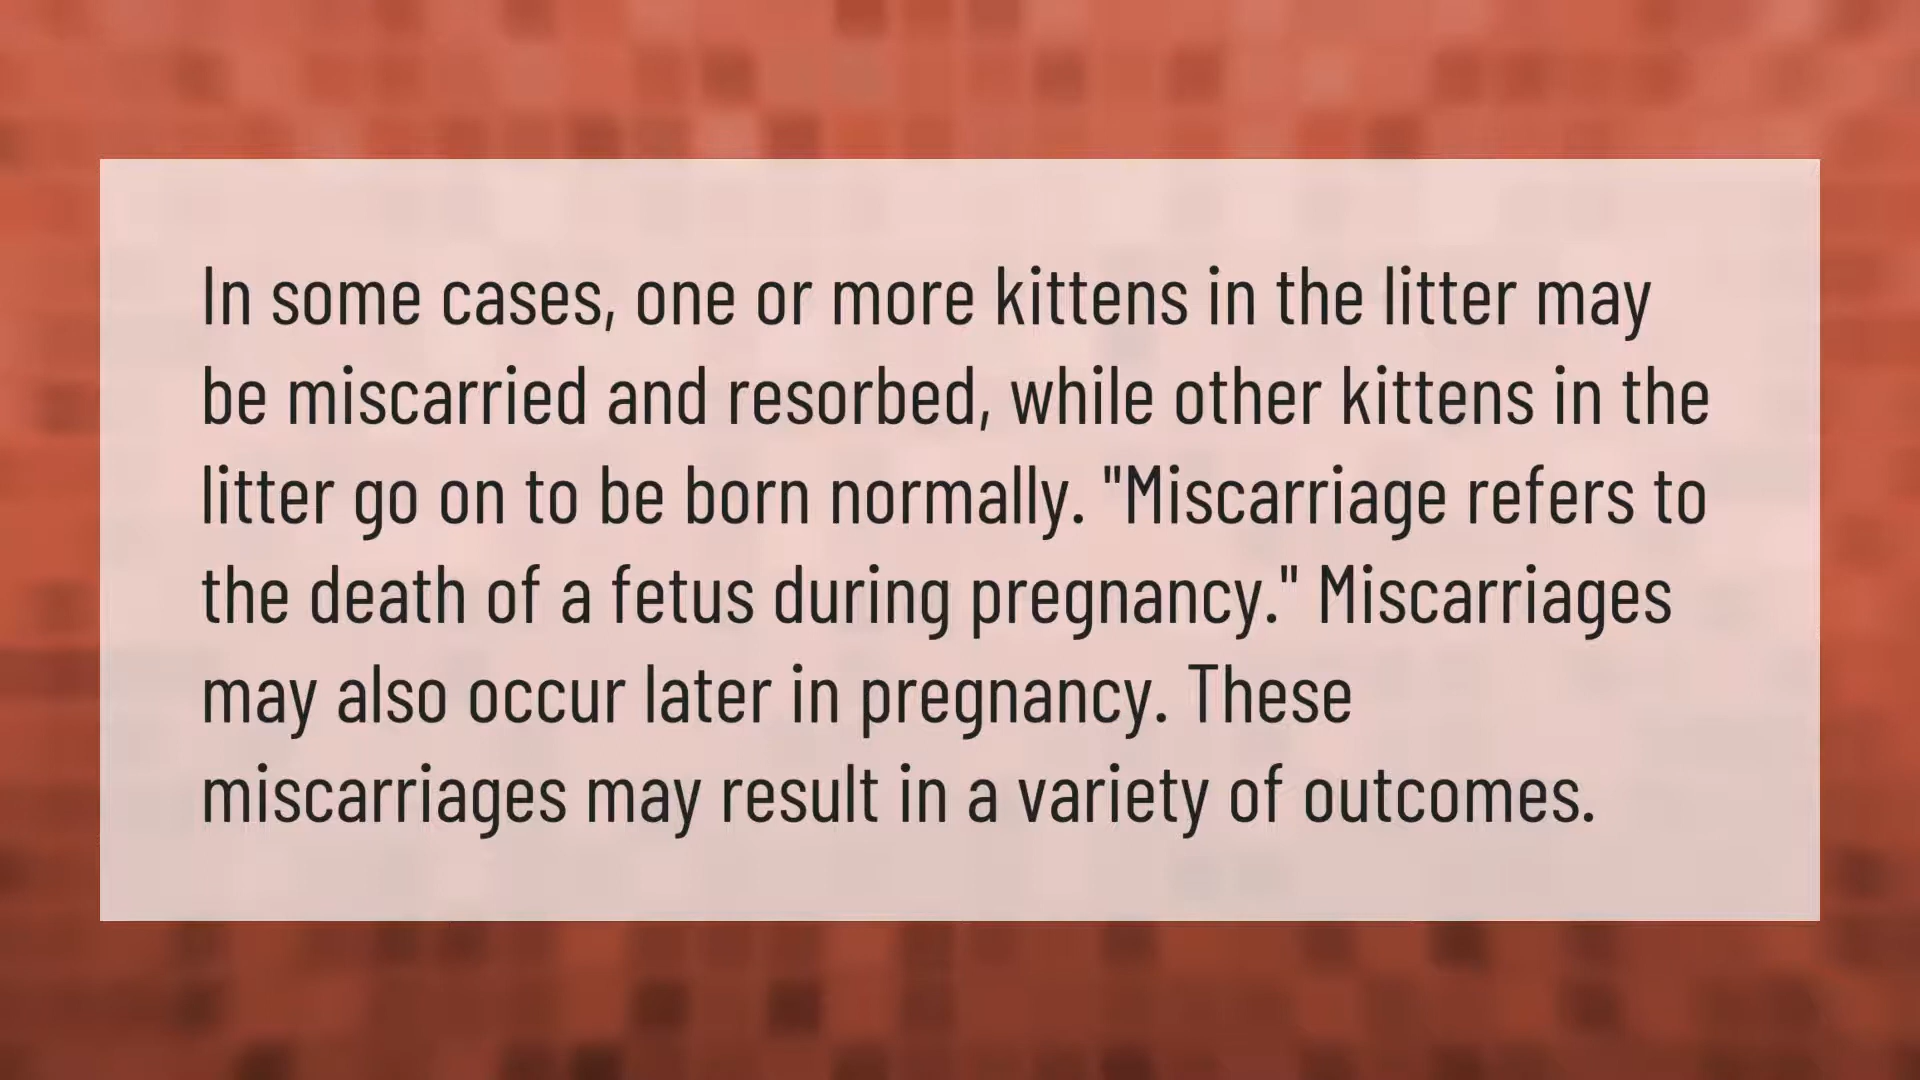 In some cases, one or more kittens in the litter may
be miscarried and resorbed, while other kittens in the
litter go on to be born normally. "Miscarriage refers to
the death of a fetus during pregnancy." Miscarriages
may also occur later in pregnancy. These
miscarriages may result in a variety of outcomes.